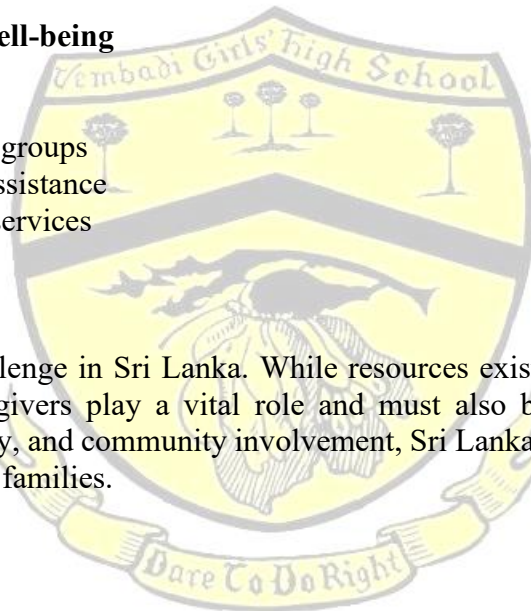 ell-being
Vembadi Girls' High School
groups
ssistance
ervices
llenge in Sri Lanka. While resources exis
givers play a vital role and must also b
y, and community involvement, Sri Lanka
families.
Dare To Do Right